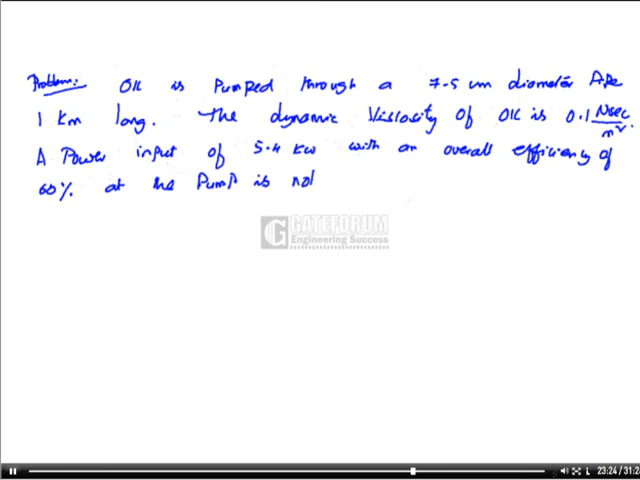 Problem: Oil is Pumped through a 7.5 cm diameter Pipe
1 Km long. The dynamic Viscosity of Oil is 0.1 Nsec/m².
A Power input of 5.4 KW with an overall efficiency of
60% at the Pump is not
GATEFORUM
Engineering Success
23:24 / 31:2